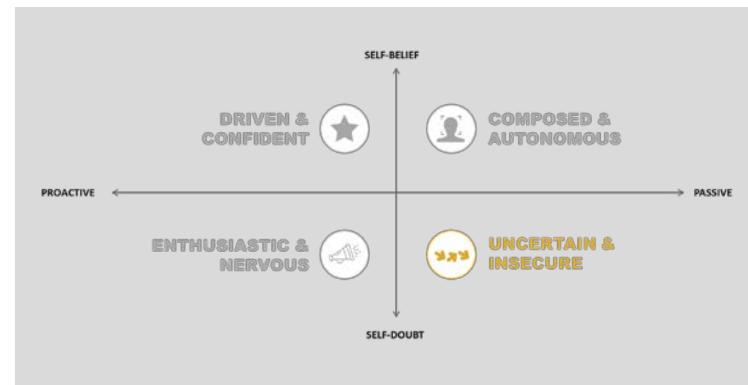 SELF-BELIEF
DRIVEN &
CONFIDENT
COMPOSED &
AUTONOMOUS
PROACTIVE
PASSIVE
ENTHUSIASTIC &
NERVOUS
UNCERTAIN &
INSECURE
SELF-DOUBT